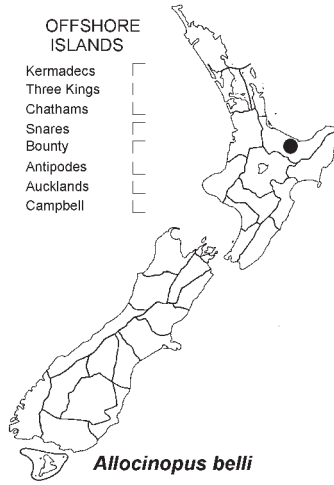 OFFSHORE
ISLANDS
Kermadecs
Three Kings
Chathams
Snares
Bounty
Antipodes
Aucklands
Campbell
Allocinopus belli